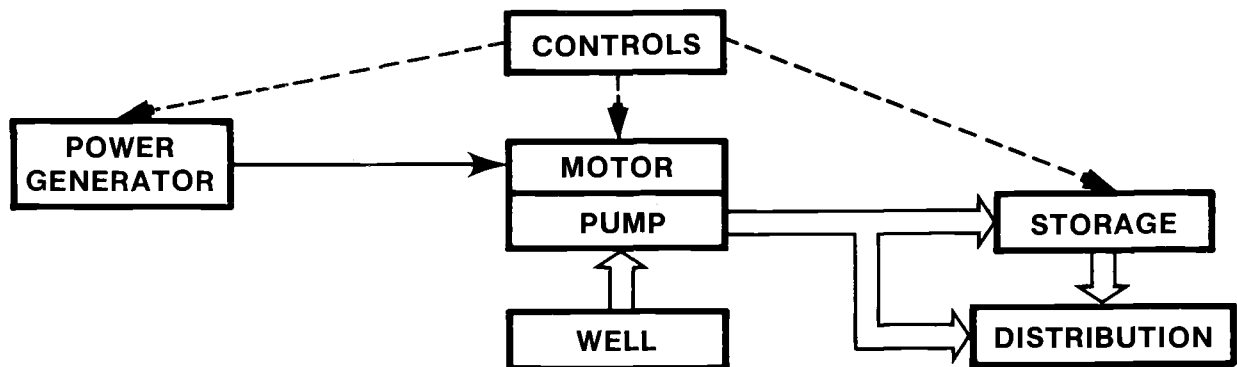 CONTROLS
POWER
GENERATOR
MOTOR
PUMP
STORAGE
WELL
DISTRIBUTION